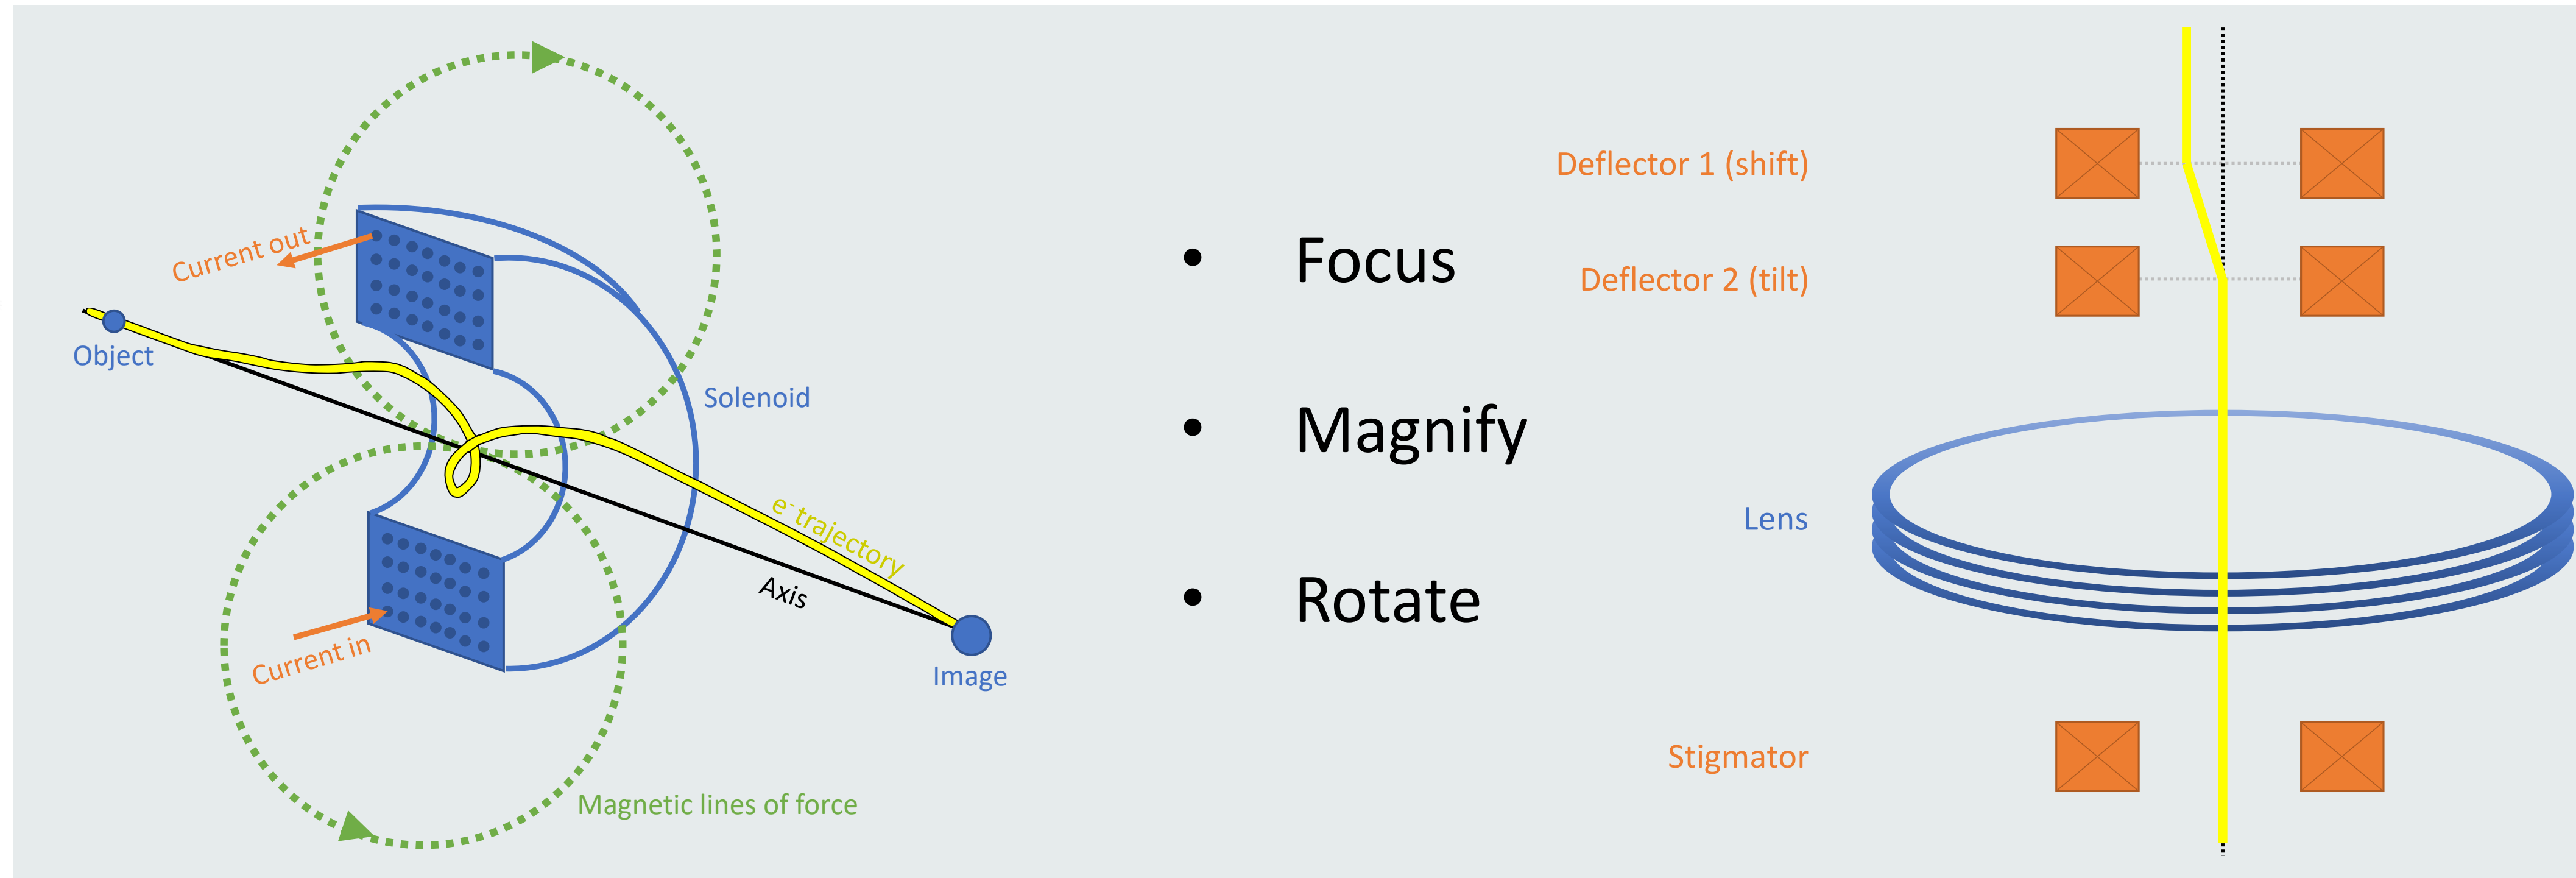 Current out
Object
Solenoid
e- trajectory
Axis
Current in
Image
Magnetic lines of force
• Focus
• Magnify
• Rotate
Deflector 1 (shift)
Deflector 2 (tilt)
Lens
Stigmator